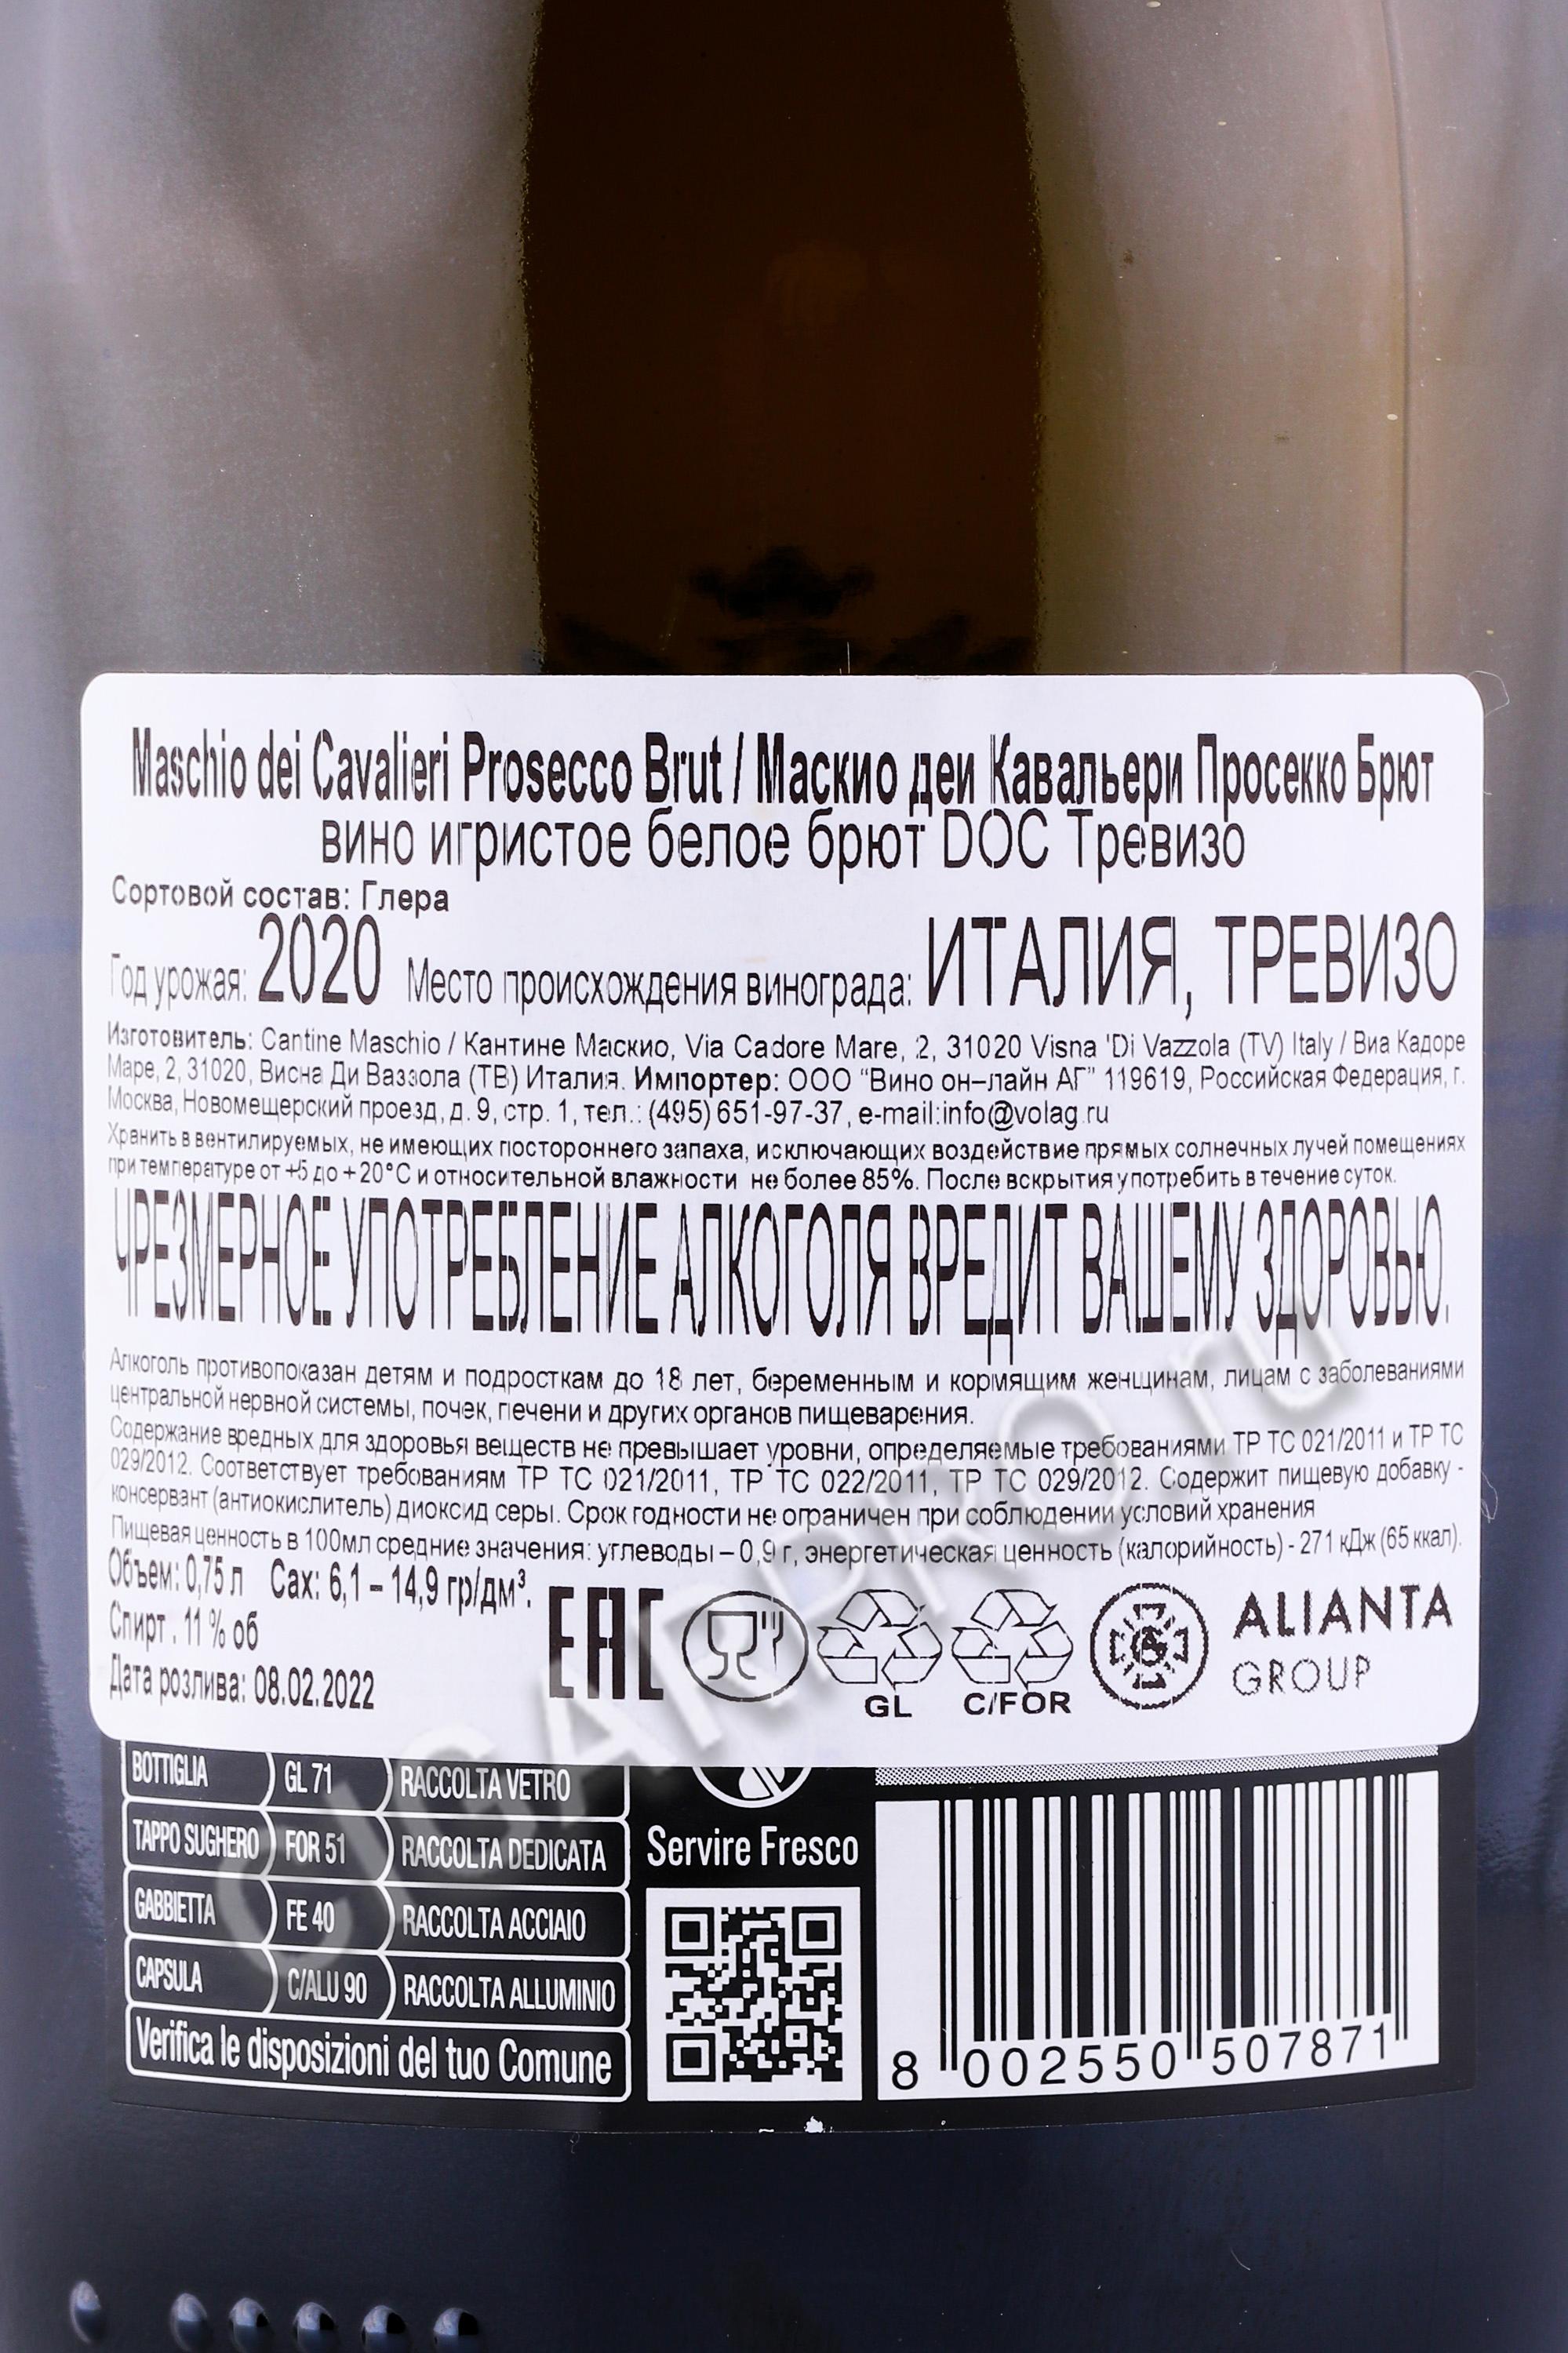 Maschio dei Cavalieri Prosecco Brut / Маскио деи Кавальери Просекко Брют
вино игристое белое брют DOC Тревизо
Сортовой состав: Глера
Год урожая: 2020 Место происхождения винограда: ИТАЛИЯ, ТРЕВИЗО
Изготовитель: Cantine Maschio / Кантине Маскио, Via Cadore Mare, 2, 31020 Visna 'Di Vazzola (TV) Italy / Виа Кадоре
Маре, 2, 31020, Висна Ди Ваззола (ТВ) Италия. Импортер: ООО “Вино он–лайн АГ” 119619, Российская Федерация, г.
Москва, Новомещерский проезд, д. 9, стр. 1, тел.: (495) 651-97-37, e-mail:info@volag.ru
Хранить в вентилируемых, не имеющих постороннего запаха, исключающих воздействие прямых солнечных лучей помещениях
при температуре от +5 до +20°С и относительной влажности не более 85%. После вскрытия употребить в течение суток.
ЧРЕЗМЕРНОЕ УПОТРЕБЛЕНИЕ АЛКОГОЛЯ ВРЕДИТ ВАШЕМУ ЗДОРОВЬЮ.
Алкоголь противопоказан детям и подросткам до 18 лет, беременным и кормящим женщинам, лицам с заболеваниями
центральной нервной системы, почек, печени и других органов пищеварения.
Содержание вредных для здоровья веществ не превышает уровни, определяемые требованиями ТР ТС 021/2011 и ТР ТС
029/2012. Соответствует требованиям ТР ТС 021/2011, ТР ТС 022/2011, ТР ТС 029/2012. Содержит пищевую добавку -
консервант (антиокислитель) диоксид серы. Срок годности не ограничен при соблюдении условий хранения
Пищевая ценность в 100мл средние значения: углеводы – 0,9 г, энергетическая ценность (калорийность) - 271 кДж (65 ккал).
Объем: 0,75 л Сах: 6,1 – 14,9 гр/дм³.
Спирт . 11 % об
Дата розлива: 08.02.2022
EAC
GL
C/FOR
ALIANTA
GROUP
BOTTIGLIA GL 71 RACCOLTA VETRO
TAPPO SUGHERO FOR 51 RACCOLTA DEDICATA
GABBIETTA FE 40 RACCOLTA ACCIAIO
CAPSULA C/ALU 90 RACCOLTA ALLUMINIO
Verifica le disposizioni del tuo Comune
Servire Fresco
8 002550 507871
CIGARPRO.ru